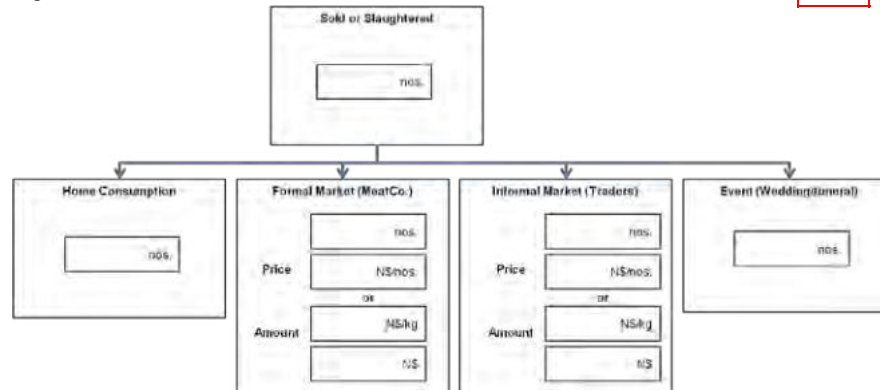 Sold or Slaughtered
nos.
Home Consumption
nos.
Formal Market (MeatCo.)
nos.
Price
N$/nos.
or
Amount
N$/kg
N$
Informal Market (Traders)
nos.
Price
N$/nos.
or
Amount
N$/kg
N$
Event (Wedding/funeral)
nos.